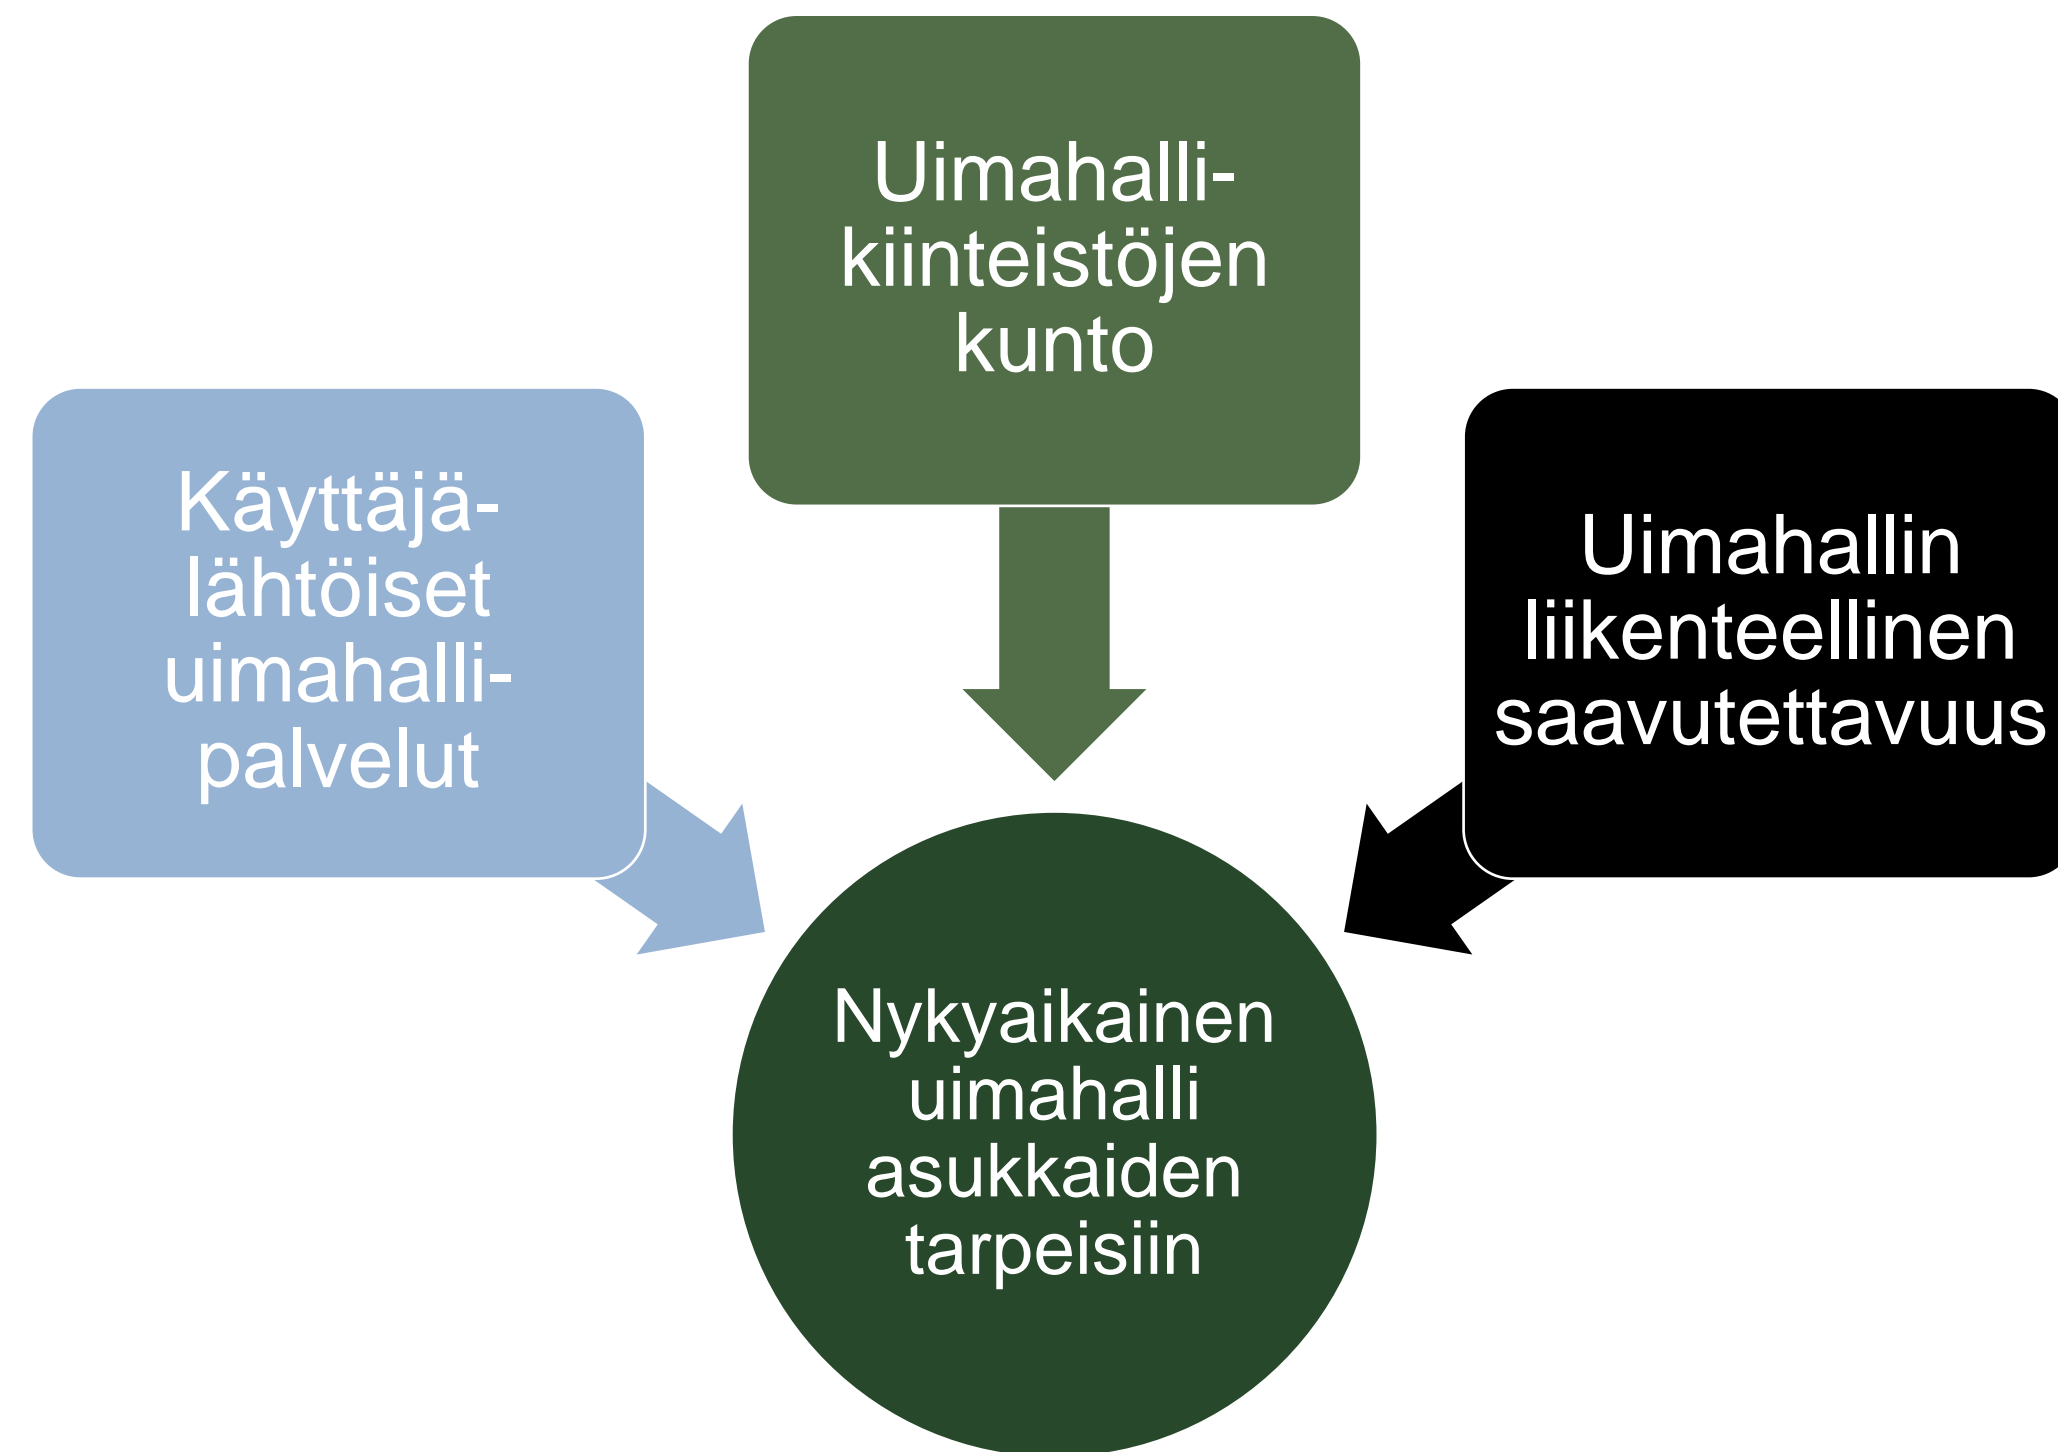 Uimahalli-
kiinteistöjen
kunto
Käyttäjä-
lähtöiset
uimahalli-
palvelut
Uimahallin
liikenteellinen
saavutettavuus
Nykyaikainen
uimahalli
asukkaiden
tarpeisiin